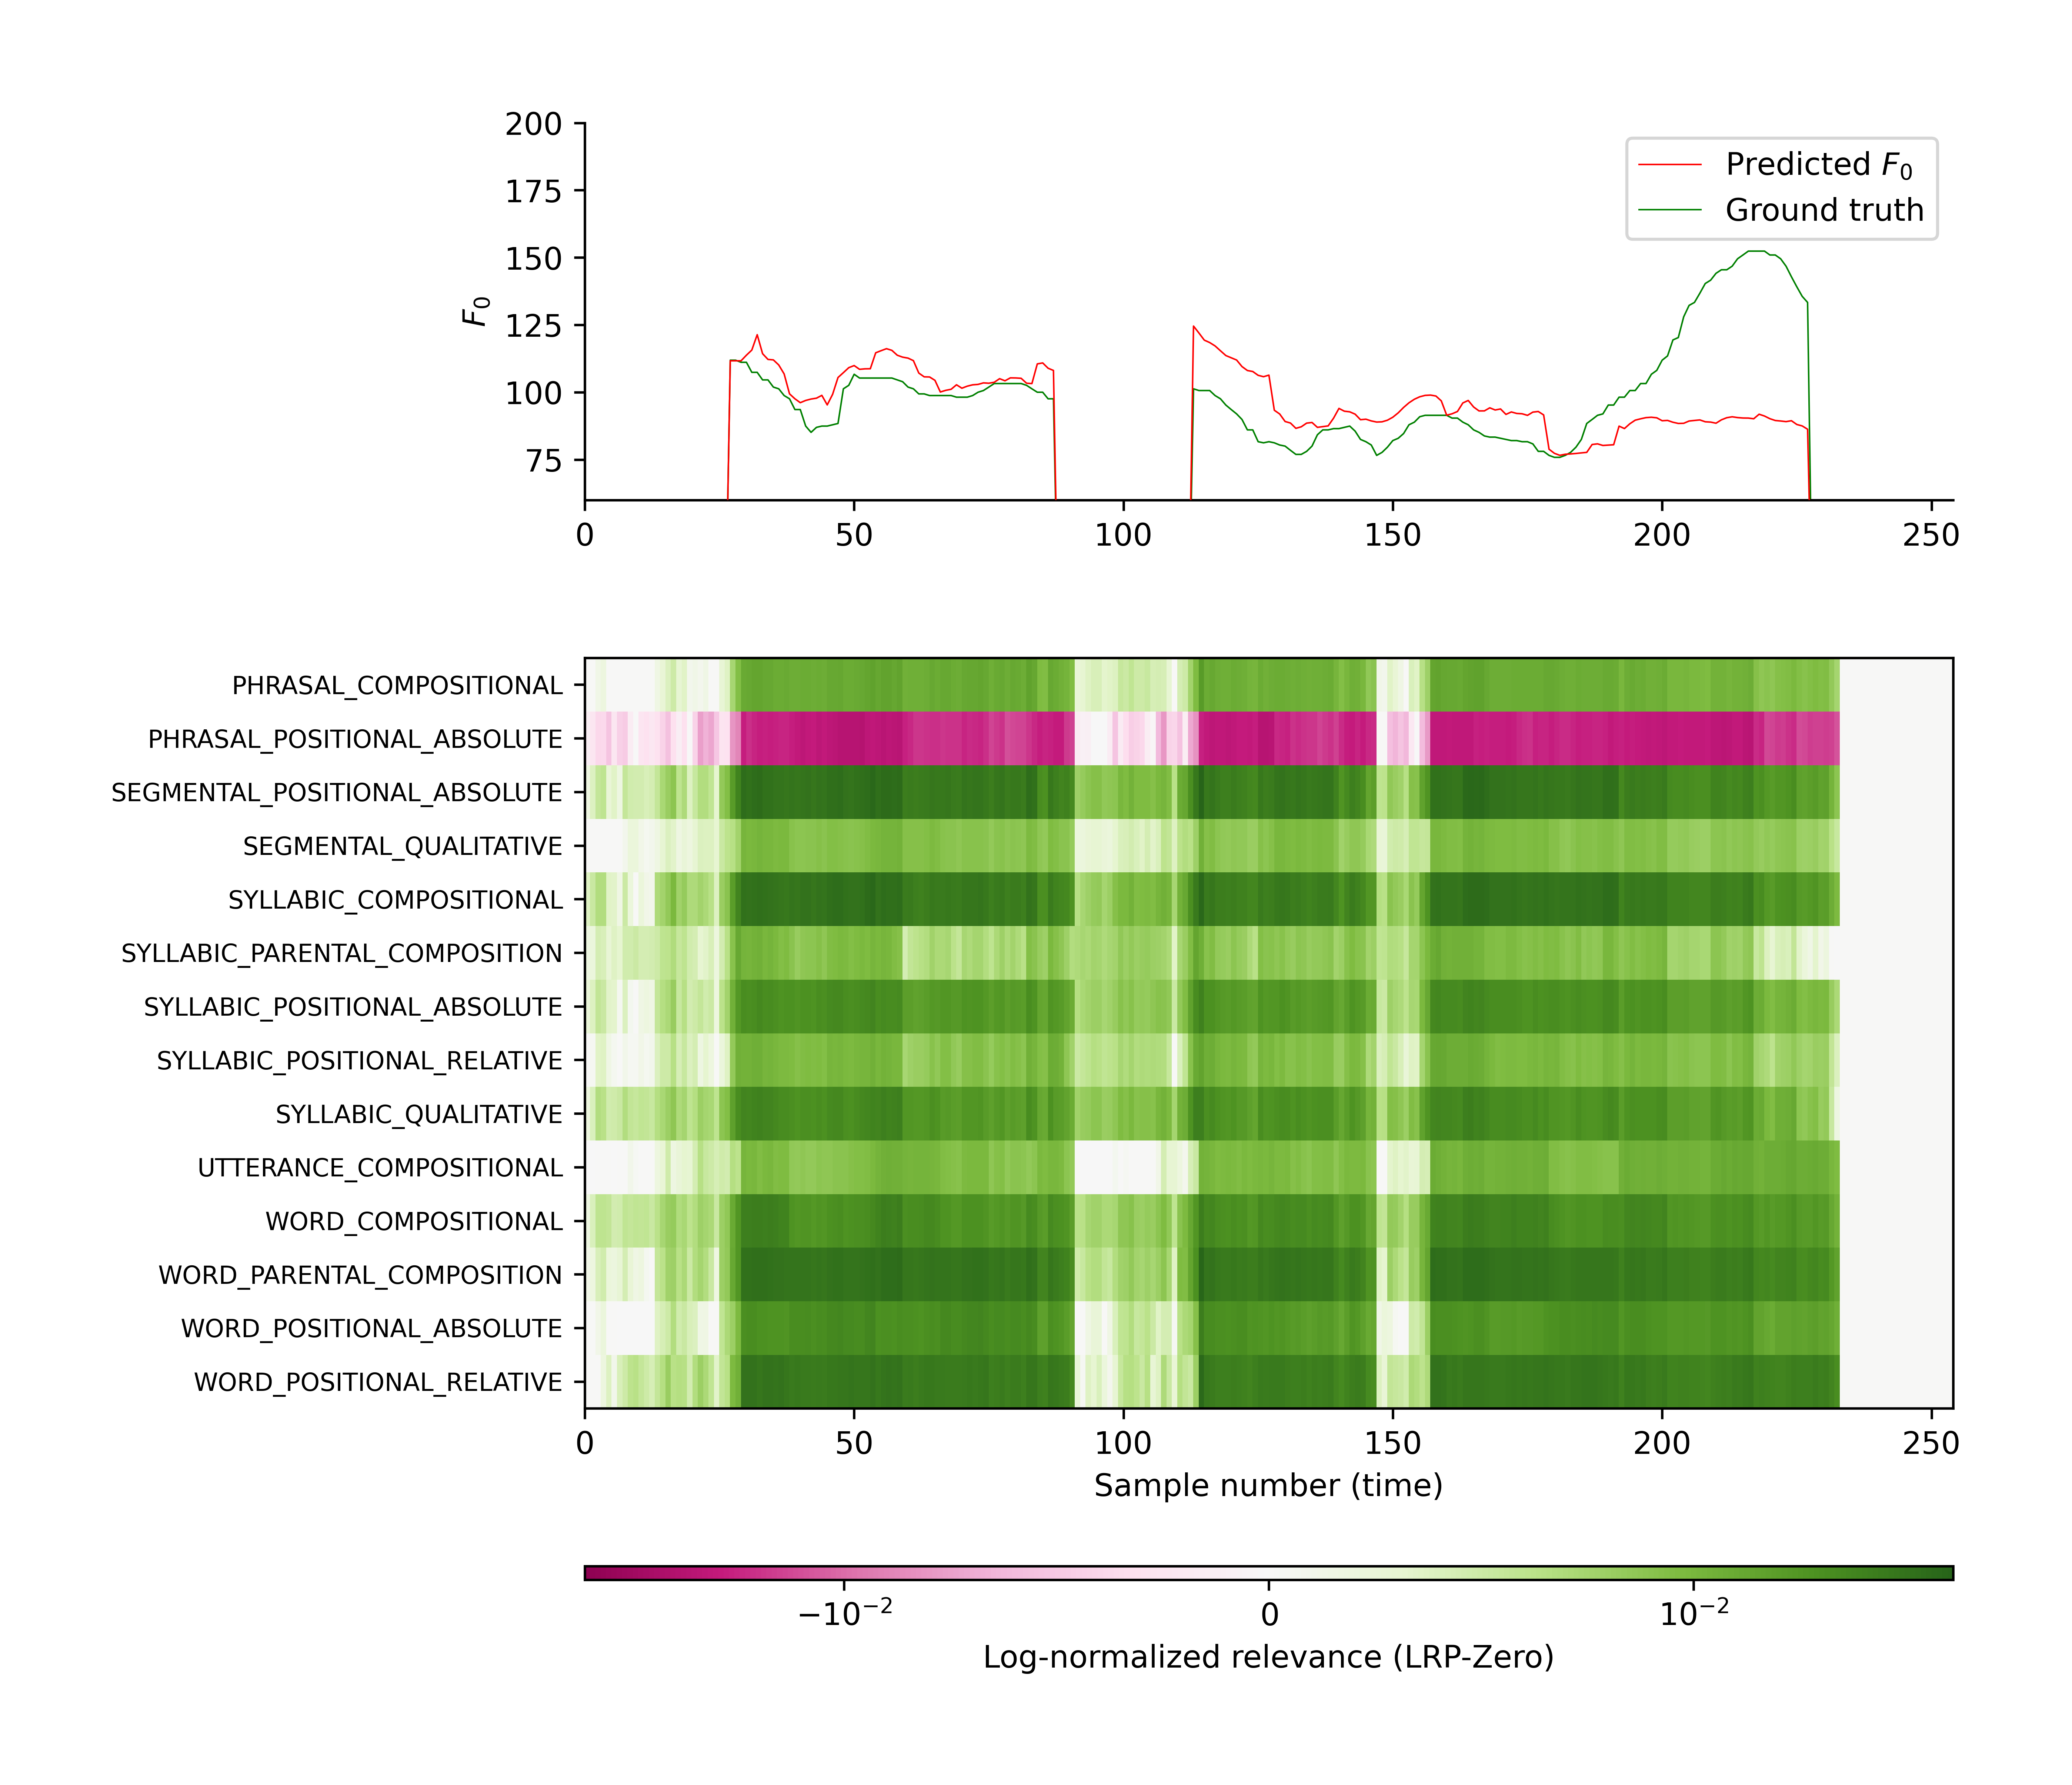 200
175
150
125
100
75
F₀
Predicted F₀
Ground truth
0 50 100 150 200 250
PHRASAL_COMPOSITIONAL
PHRASAL_POSITIONAL_ABSOLUTE
SEGMENTAL_POSITIONAL_ABSOLUTE
SEGMENTAL_QUALITATIVE
SYLLABIC_COMPOSITIONAL
SYLLABIC_PARENTAL_COMPOSITION
SYLLABIC_POSITIONAL_ABSOLUTE
SYLLABIC_POSITIONAL_RELATIVE
SYLLABIC_QUALITATIVE
UTTERANCE_COMPOSITIONAL
WORD_COMPOSITIONAL
WORD_PARENTAL_COMPOSITION
WORD_POSITIONAL_ABSOLUTE
WORD_POSITIONAL_RELATIVE
0 50 100 150 200 250
Sample number (time)
−10⁻² 0 10⁻²
Log-normalized relevance (LRP-Zero)